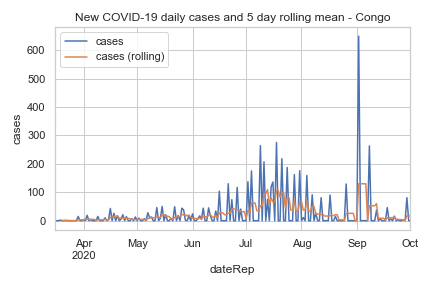 New COVID-19 daily cases and 5 day rolling mean - Congo
cases
cases (rolling)
600
500
400
300
200
100
0
cases
Apr May Jun Jul Aug Sep Oct
2020
dateRep